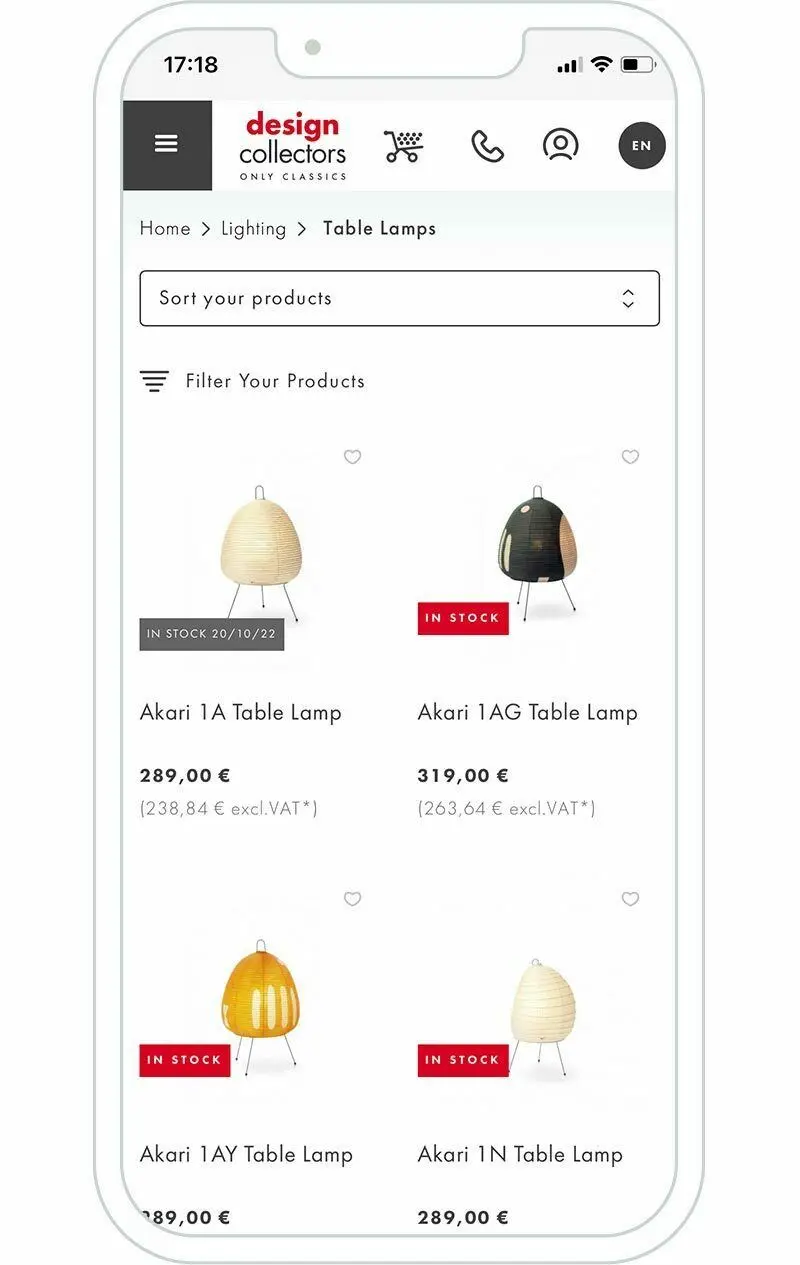 17:18
design
collectors
ONLY CLASSICS
EN
Home > Lighting > Table Lamps
Sort your products
Filter Your Products
IN STOCK 20/10/22
IN STOCK
Akari 1A Table Lamp
Akari 1AG Table Lamp
289,00 €
319,00 €
(238,84 € excl.VAT*)
(263,64 € excl.VAT*)
IN STOCK
IN STOCK
Akari 1AY Table Lamp
Akari 1N Table Lamp
89,00 €
289,00 €